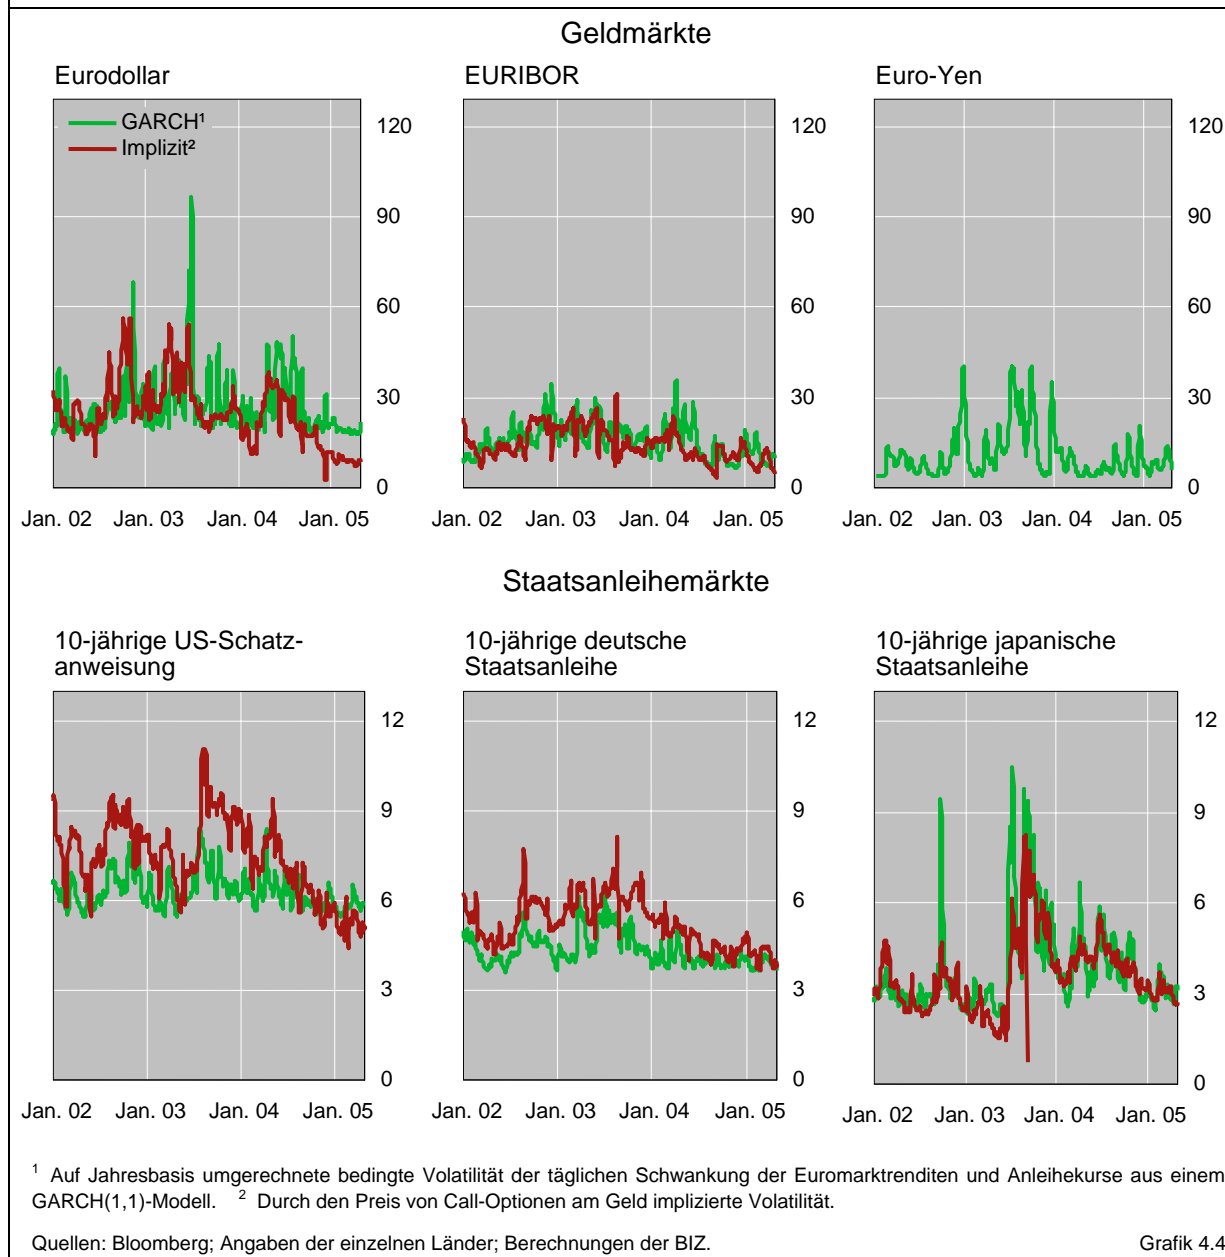 Geldmärkte
Eurodollar
EURIBOR
Euro-Yen
GARCH¹
Implizit²
120
90
60
30
0
120
90
60
30
0
120
90
60
30
0
Jan. 02 Jan. 03 Jan. 04 Jan. 05
Jan. 02 Jan. 03 Jan. 04 Jan. 05
Jan. 02 Jan. 03 Jan. 04 Jan. 05
Staatsanleihemärkte
10-jährige US-Schatz-
anweisung
10-jährige deutsche
Staatsanleihe
10-jährige japanische
Staatsanleihe
12
9
6
3
0
12
9
6
3
0
12
9
6
3
0
Jan. 02 Jan. 03 Jan. 04 Jan. 05
Jan. 02 Jan. 03 Jan. 04 Jan. 05
Jan. 02 Jan. 03 Jan. 04 Jan. 05
¹ Auf Jahresbasis umgerechnete bedingte Volatilität der täglichen Schwankung der Euromarktrenditen und Anleihekurse aus einem
GARCH(1,1)-Modell. ² Durch den Preis von Call-Optionen am Geld implizierte Volatilität.
Quellen: Bloomberg; Angaben der einzelnen Länder; Berechnungen der BIZ. Grafik 4.4